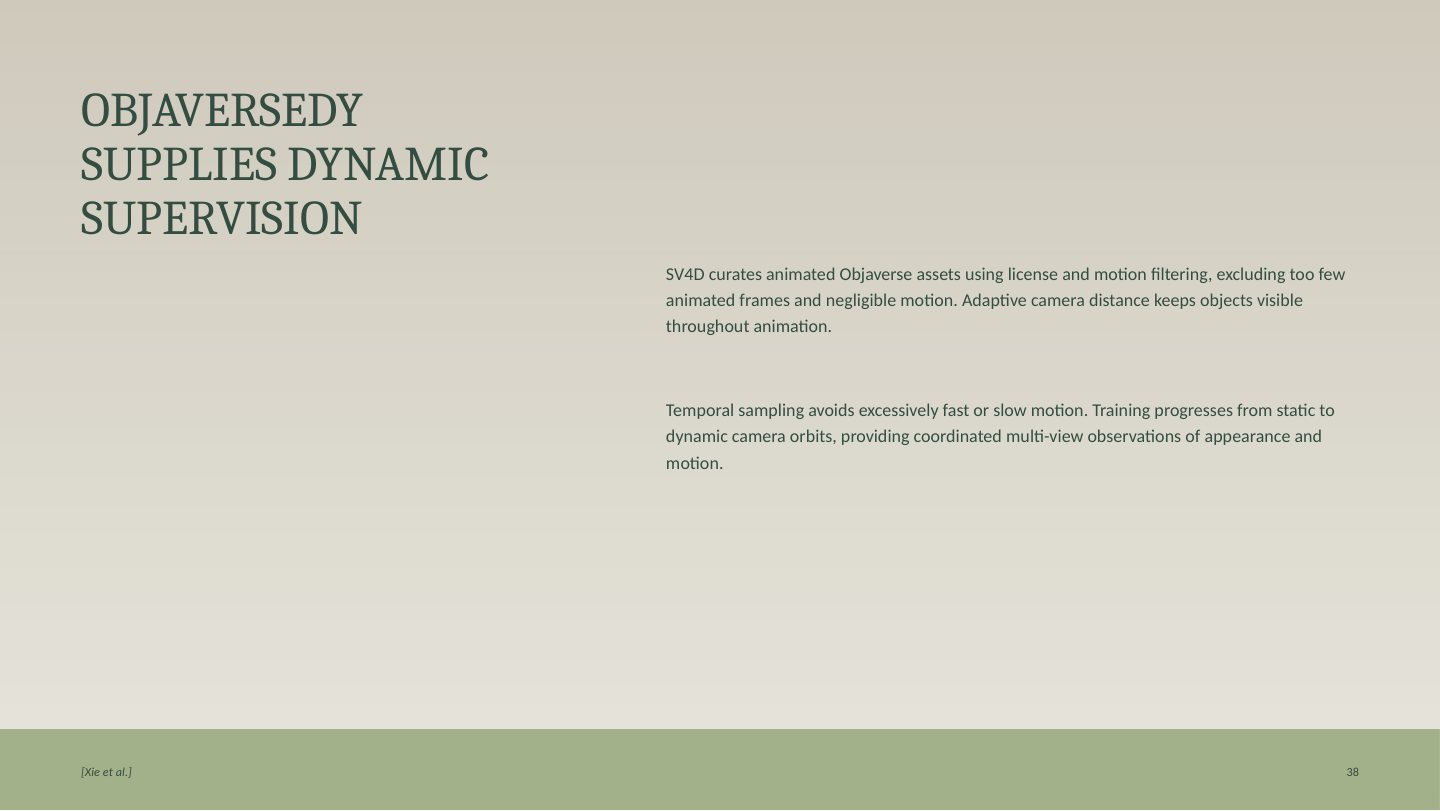 OBJAVERSEDY
SUPPLIES DYNAMIC
SUPERVISION
SV4D curates animated Objaverse assets using license and motion filtering, excluding too few
animated frames and negligible motion. Adaptive camera distance keeps objects visible
throughout animation.
Temporal sampling avoids excessively fast or slow motion. Training progresses from static to
dynamic camera orbits, providing coordinated multi-view observations of appearance and
motion.
[Xie et al.]
38